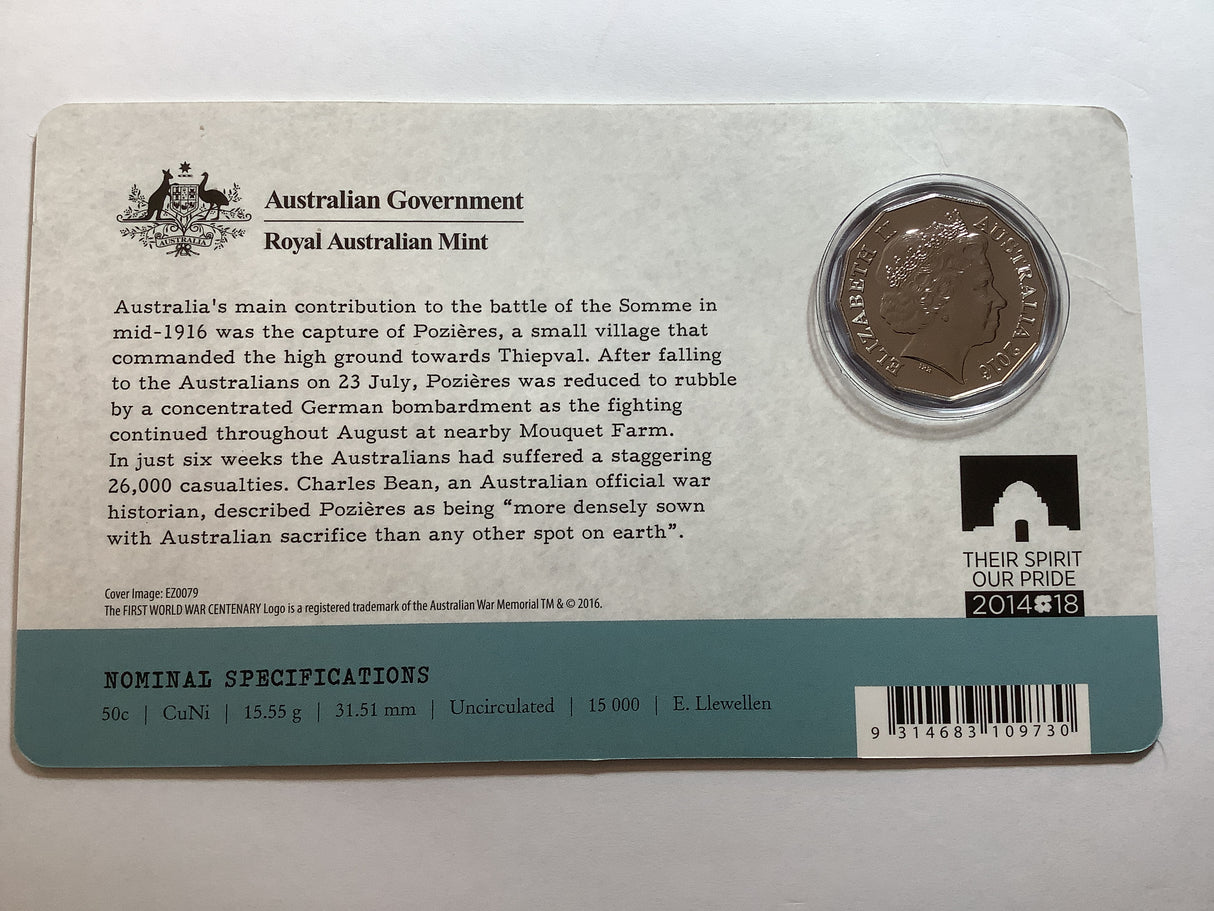 Australian Government
Royal Australian Mint
AUSTRALIA
ELIZABETH II
AUSTRALIA 2016
IRB
Australia's main contribution to the battle of the Somme in
mid-1916 was the capture of Pozières, a small village that
commanded the high ground towards Thiepval. After falling
to the Australians on 23 July, Pozières was reduced to rubble
by a concentrated German bombardment as the fighting
continued throughout August at nearby Mouquet Farm.
In just six weeks the Australians had suffered a staggering
26,000 casualties. Charles Bean, an Australian official war
historian, described Pozières as being “more densely sown
with Australian sacrifice than any other spot on earth”.
THEIR SPIRIT
OUR PRIDE
2014 18
Cover Image: EZ0079
The FIRST WORLD WAR CENTENARY Logo is a registered trademark of the Australian War Memorial TM & © 2016.
NOMINAL SPECIFICATIONS
50c | CuNi | 15.55 g | 31.51 mm | Uncirculated | 15 000 | E. Llewellen
9 314683 109730